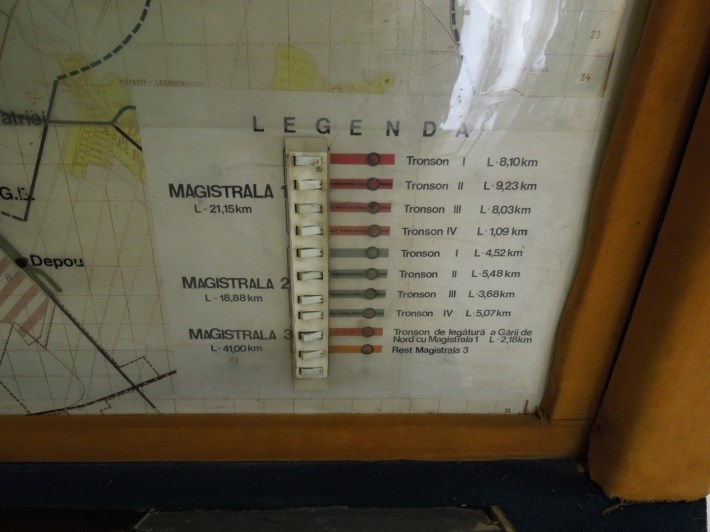 23
24
LEGENDA
MAGISTRALA 1
L-21,15km
Tronson I L-8,10km
Tronson II L-9,23km
Tronson III L-8,03km
Tronson IV L-1,09km
MAGISTRALA 2
L-18,88km
Tronson I L-4,52km
Tronson II L-5,48km
Tronson III L-3,68km
Tronson IV L-5,07km
MAGISTRALA 3
L-41,00km
Tronson de legătură a Gării de
Nord cu Magistrala 1 L-2,18km
Rest Magistrala 3
Depou